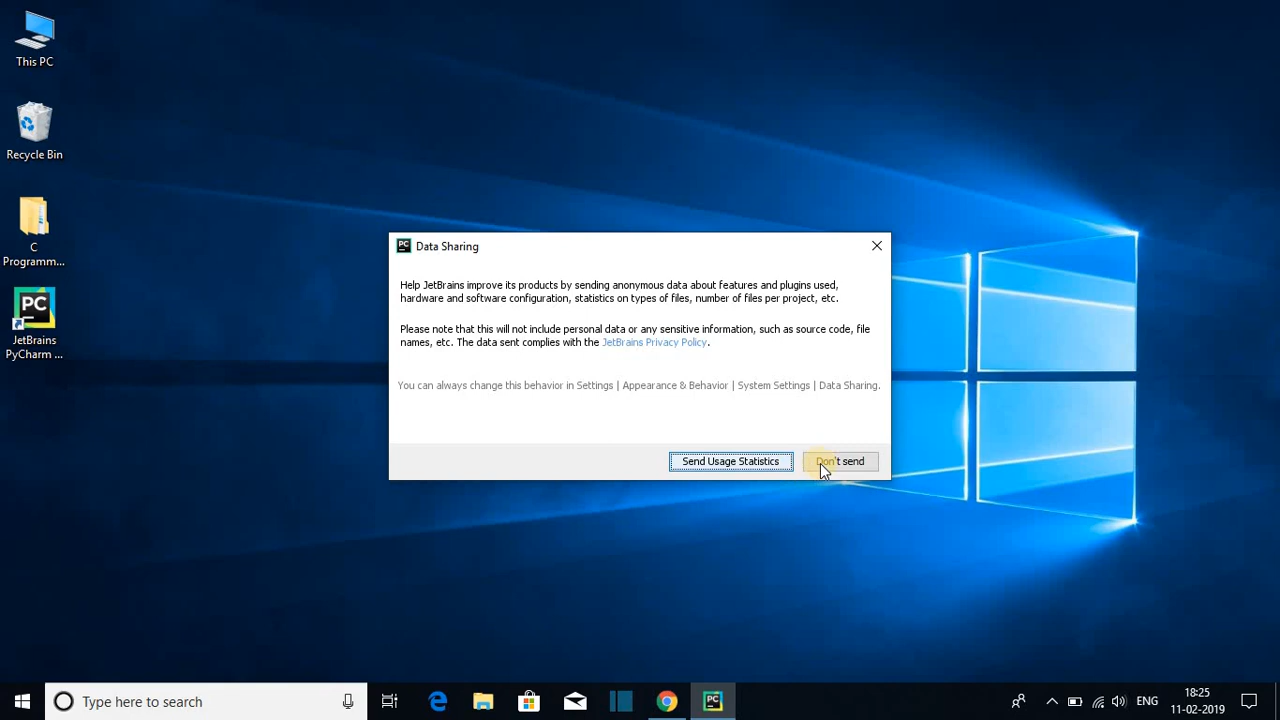 This PC
Recycle Bin
C
Programm...
PC
JetBrains
PyCharm ...
PC Data Sharing
Help JetBrains improve its products by sending anonymous data about features and plugins used,
hardware and software configuration, statistics on types of files, number of files per project, etc.
Please note that this will not include personal data or any sensitive information, such as source code, file
names, etc. The data sent complies with the JetBrains Privacy Policy.
You can always change this behavior in Settings | Appearance & Behavior | System Settings | Data Sharing.
Send Usage Statistics Don't send
Type here to search
PC
ENG
18:25
11-02-2019